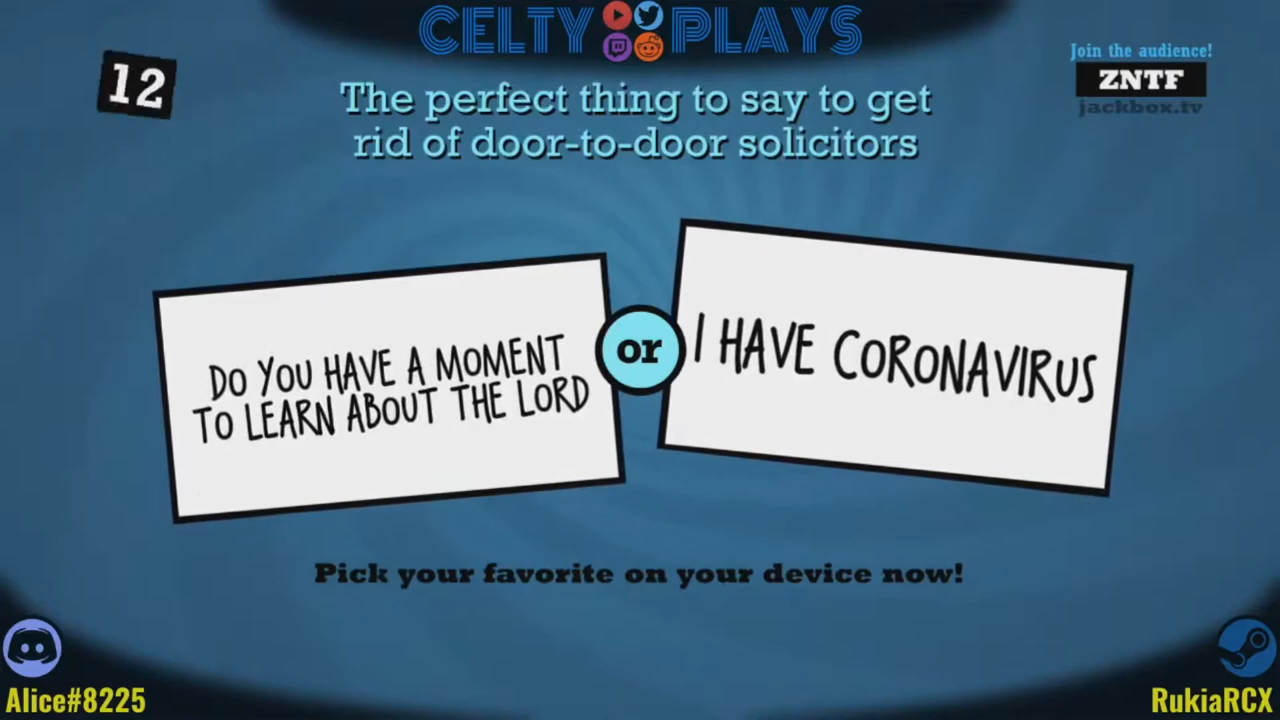 CELTY PLAYS
12
Join the audience!
ZNTF
jackbox.tv
The perfect thing to say to get
rid of door-to-door solicitors
DO YOU HAVE A MOMENT
TO LEARN ABOUT THE LORD
or
I HAVE CORONAVIRUS
Pick your favorite on your device now!
Alice#8225
RukiaRCX